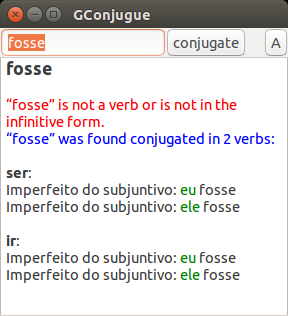 GConjugue
fosse conjugate A
fosse
“fosse” is not a verb or is not in the
infinitive form.
“fosse” was found conjugated in 2 verbs:
ser:
Imperfeito do subjuntivo: eu fosse
Imperfeito do subjuntivo: ele fosse
ir:
Imperfeito do subjuntivo: eu fosse
Imperfeito do subjuntivo: ele fosse